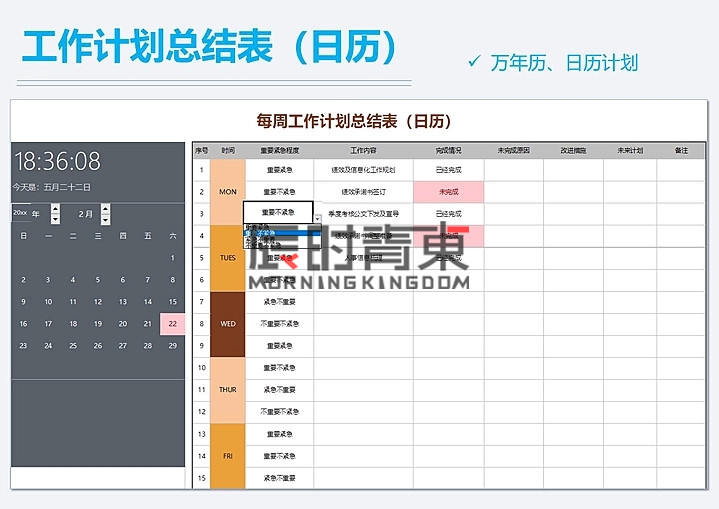 工作计划总结表（日历）
✓ 万年历、日历计划
每周工作计划总结表（日历）
18:36:08
今天是：五月二十二日
20xx 年 2 月
日 一 二 三 四 五 六
1
2 3 4 5 6 7 8
9 10 11 12 13 14 15
16 17 18 19 20 21 22
23 24 25 26 27 28 29
序号 时间 重要紧急程度 工作内容 完成情况 未完成原因 改进措施 未来计划 备注
1 重要紧急 绩效及信息化工作规划 已经完成
2 MON 重要不紧急 绩效承诺书签订 未完成
3 重要不紧急 季度考核公文下发及宣导 已经完成
4
5 TUES 重要紧急 人事信息梳理 已经完成
6
辰时青東
MORNINGKINGDOM
7 紧急不重要
8 WED 不重要不紧急
9 重要紧急
10 重要不紧急
11 THUR 紧急不重要
12 不重要不紧急
13 重要紧急
14 FRI 重要不紧急
15 紧急不重要